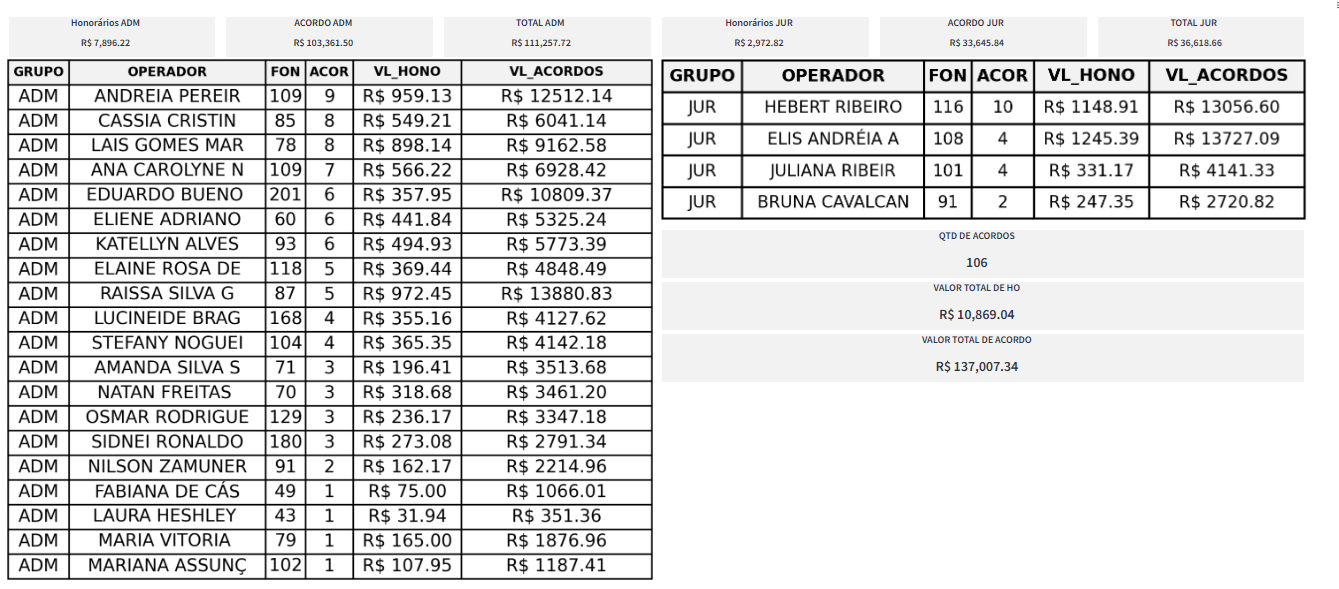 Honorários ADM
R$ 7,896.22
ACORDO ADM
R$ 103,361.50
TOTAL ADM
R$ 111,257.72
GRUPO OPERADOR FON ACOR VL_HONO VL_ACORDOS
ADM ANDREIA PEREIR 109 9 R$ 959.13 R$ 12512.14
ADM CASSIA CRISTIN 85 8 R$ 549.21 R$ 6041.14
ADM LAIS GOMES MAR 78 8 R$ 898.14 R$ 9162.58
ADM ANA CAROLYNE N 109 7 R$ 566.22 R$ 6928.42
ADM EDUARDO BUENO 201 6 R$ 357.95 R$ 10809.37
ADM ELIENE ADRIANO 60 6 R$ 441.84 R$ 5325.24
ADM KATELLYN ALVES 93 6 R$ 494.93 R$ 5773.39
ADM ELAINE ROSA DE 118 5 R$ 369.44 R$ 4848.49
ADM RAISSA SILVA G 87 5 R$ 972.45 R$ 13880.83
ADM LUCINEIDE BRAG 168 4 R$ 355.16 R$ 4127.62
ADM STEFANY NOGUEI 104 4 R$ 365.35 R$ 4142.18
ADM AMANDA SILVA S 71 3 R$ 196.41 R$ 3513.68
ADM NATAN FREITAS 70 3 R$ 318.68 R$ 3461.20
ADM OSMAR RODRIGUE 129 3 R$ 236.17 R$ 3347.18
ADM SIDNEI RONALDO 180 3 R$ 273.08 R$ 2791.34
ADM NILSON ZAMUNER 91 2 R$ 162.17 R$ 2214.96
ADM FABIANA DE CÁS 49 1 R$ 75.00 R$ 1066.01
ADM LAURA HESHLEY 43 1 R$ 31.94 R$ 351.36
ADM MARIA VITORIA 79 1 R$ 165.00 R$ 1876.96
ADM MARIANA ASSUNÇ 102 1 R$ 107.95 R$ 1187.41
Honorários JUR
R$ 2,972.82
ACORDO JUR
R$ 33,645.84
TOTAL JUR
R$ 36,618.66
GRUPO OPERADOR FON ACOR VL_HONO VL_ACORDOS
JUR HEBERT RIBEIRO 116 10 R$ 1148.91 R$ 13056.60
JUR ELIS ANDRÉIA A 108 4 R$ 1245.39 R$ 13727.09
JUR JULIANA RIBEIR 101 4 R$ 331.17 R$ 4141.33
JUR BRUNA CAVALCAN 91 2 R$ 247.35 R$ 2720.82
QTD DE ACORDOS
106
VALOR TOTAL DE HO
R$ 10,869.04
VALOR TOTAL DE ACORDO
R$ 137,007.34